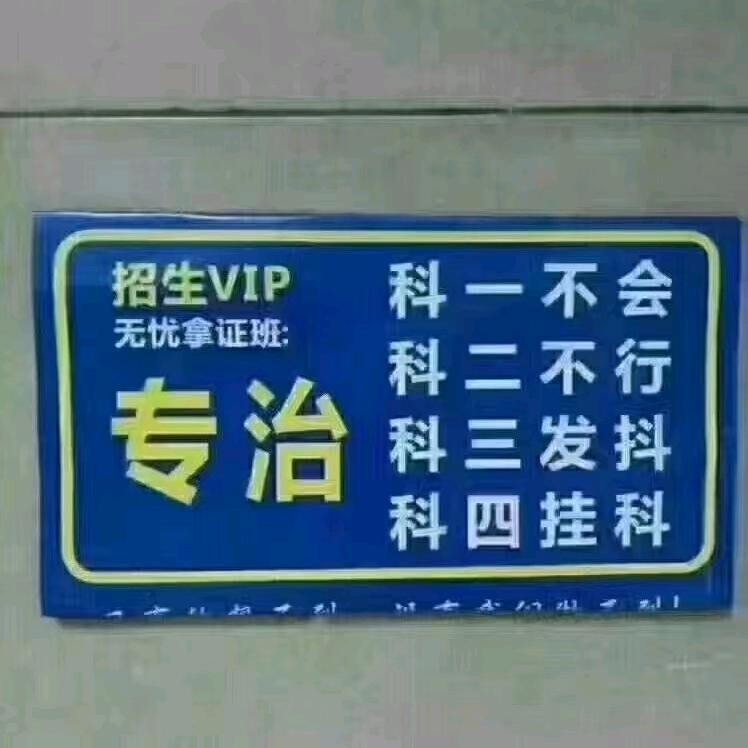 招生VIP
无忧拿证班:
专治
科一不会
科二不行
科三发抖
科四挂科